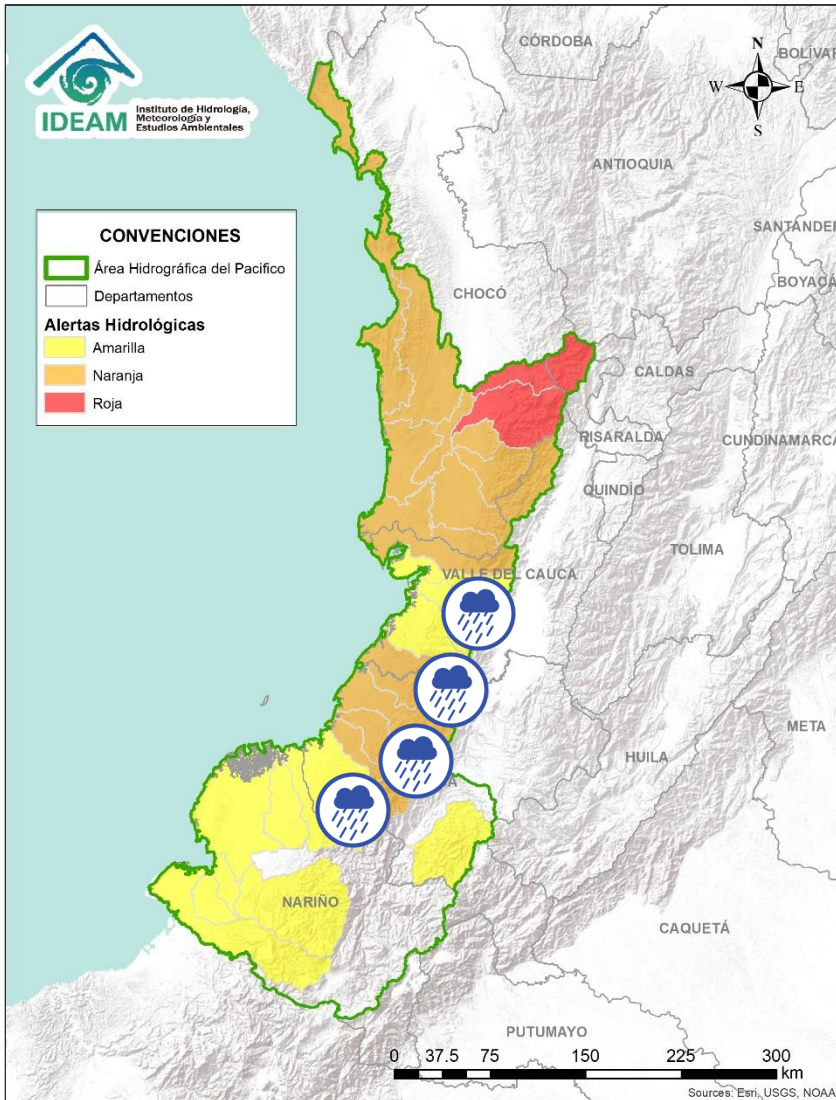 CÓRDOBA
BOLÍVAR
N
W E
S
IDEAM
Instituto de Hidrología,
Meteorología y
Estudios Ambientales
ANTIOQUIA
SANTANDER
BOYACÁ
CONVENCIONES
Área Hidrográfica del Pacifico
Departamentos
Alertas Hidrológicas
Amarilla
Naranja
Roja
CHOCÓ
CALDAS
RISARALDA
CUNDINAMARCA
QUINDÍO
TOLIMA
VALLE DEL CAUCA
META
HUILA
NARIÑO
CAQUETÁ
PUTUMAYO
0 37.5 75 150 225 300
km
Sources: Esri, USGS, NOAA